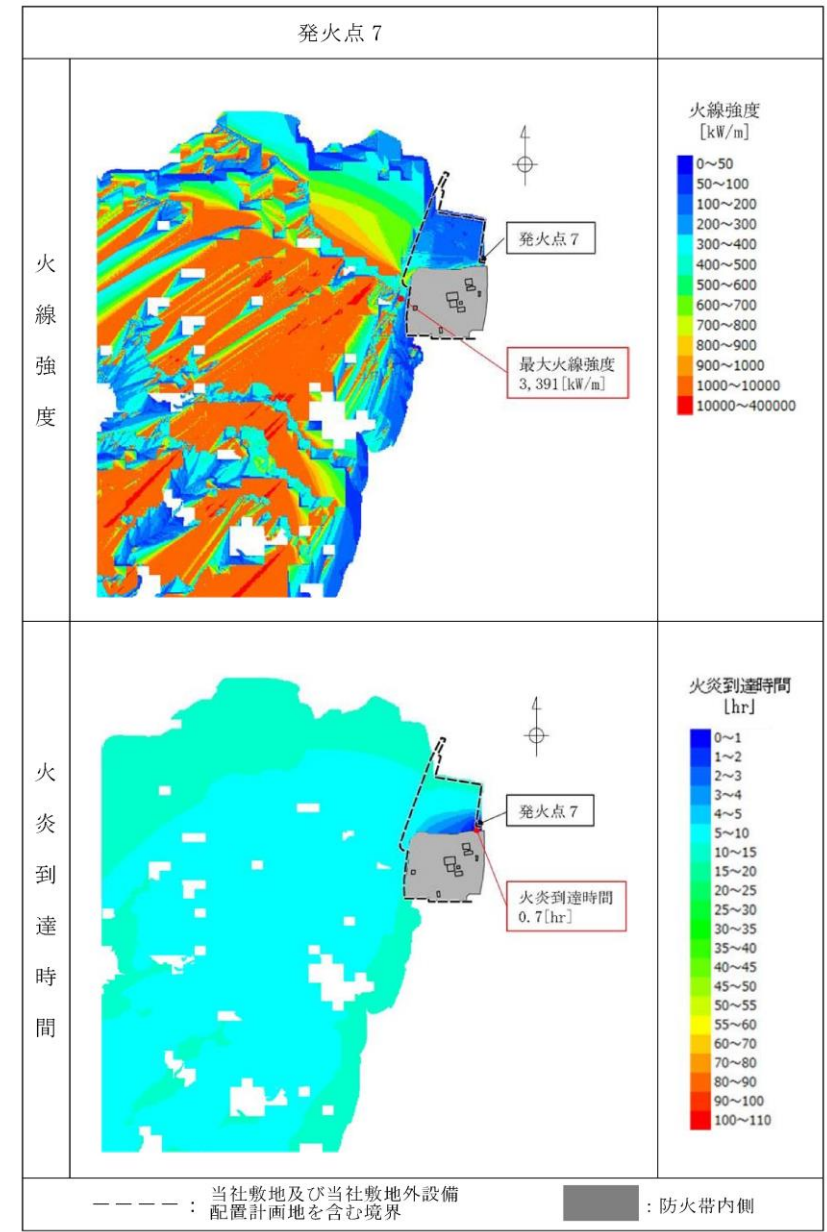 発火点7
火線強度
火線強度
[kW/m]
0～50
50～100
100～200
200～300
300～400
400～500
500～600
600～700
700～800
800～900
900～1000
1000～10000
10000～400000
4
発火点7
最大火線強度
3,391[kW/m]
火炎到達時間
火炎到達時間
[hr]
0～1
1～2
2～3
3～4
4～5
5～10
10～15
15～20
20～25
25～30
30～35
35～40
40～45
45～50
50～55
55～60
60～70
70～80
80～90
90～100
100～110
4
発火点7
火炎到達時間
0.7[hr]
：当社敷地及び当社敷地外設備
配置計画地を含む境界
：防火帯内側